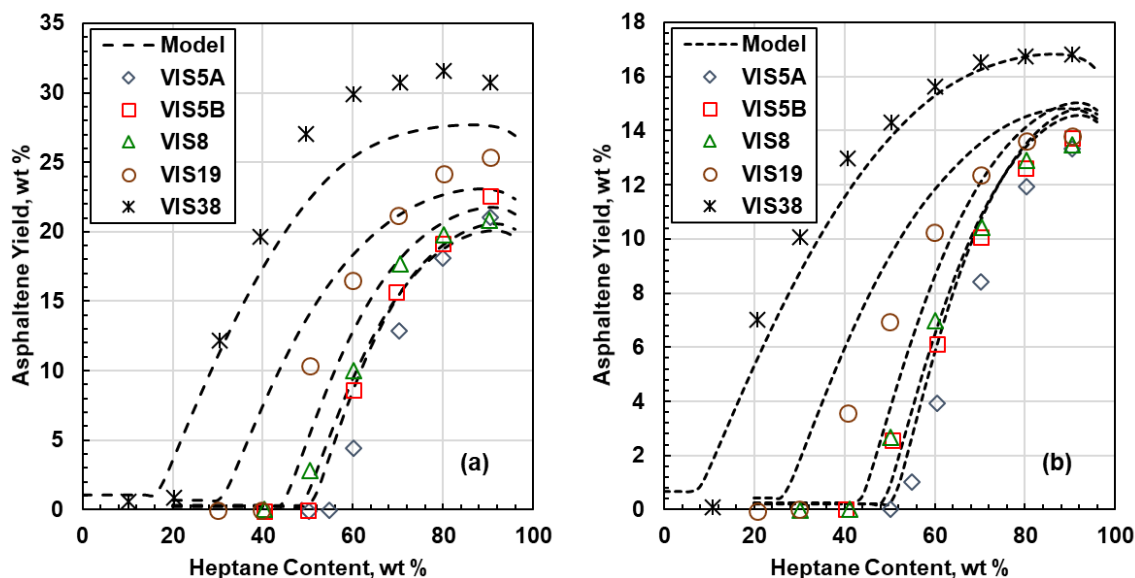 35
30
25
20
15
10
5
0
Asphaltene Yield, wt %
Model
VIS5A
VIS5B
VIS8
VIS19
VIS38
(a)
0 20 40 60 80 100
Heptane Content, wt %
18
16
14
12
10
8
6
4
2
0
Asphaltene Yield, wt %
Model
VIS5A
VIS5B
VIS8
VIS19
VIS38
(b)
0 20 40 60 80 100
Heptane Content, wt %